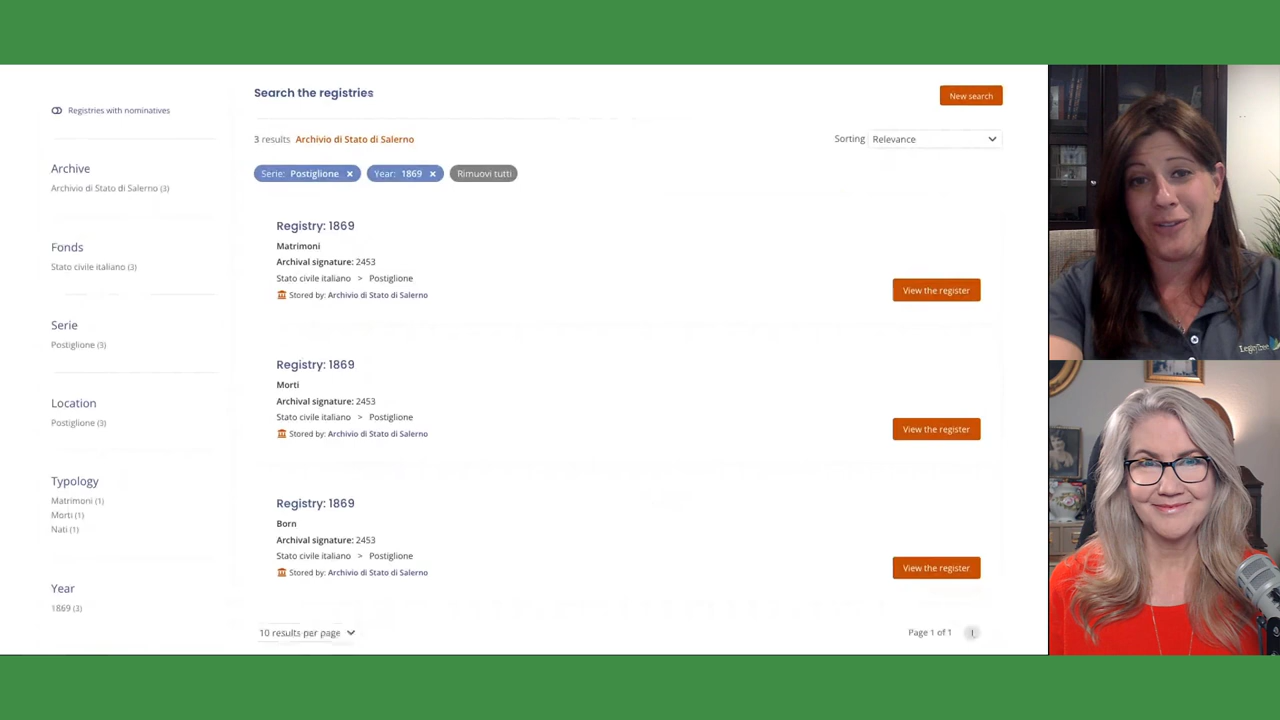 Registries with nominatives
Archive
Archivio di Stato di Salerno (3)
Fonds
Stato civile italiano (3)
Serie
Postiglione (3)
Location
Postiglione (3)
Typology
Matrimoni (1)
Morti (1)
Nati (1)
Year
1869 (3)
Search the registries
New search
3 results Archivio di Stato di Salerno
Sorting Relevance
Serie: Postiglione × Year: 1869 × Rimuovi tutti
Registry: 1869
Matrimoni
Archival signature: 2453
Stato civile italiano > Postiglione
Stored by: Archivio di Stato di Salerno
View the register
Registry: 1869
Morti
Archival signature: 2453
Stato civile italiano > Postiglione
Stored by: Archivio di Stato di Salerno
View the register
Registry: 1869
Born
Archival signature: 2453
Stato civile italiano > Postiglione
Stored by: Archivio di Stato di Salerno
View the register
10 results per page
Page 1 of 1
LegacyTree